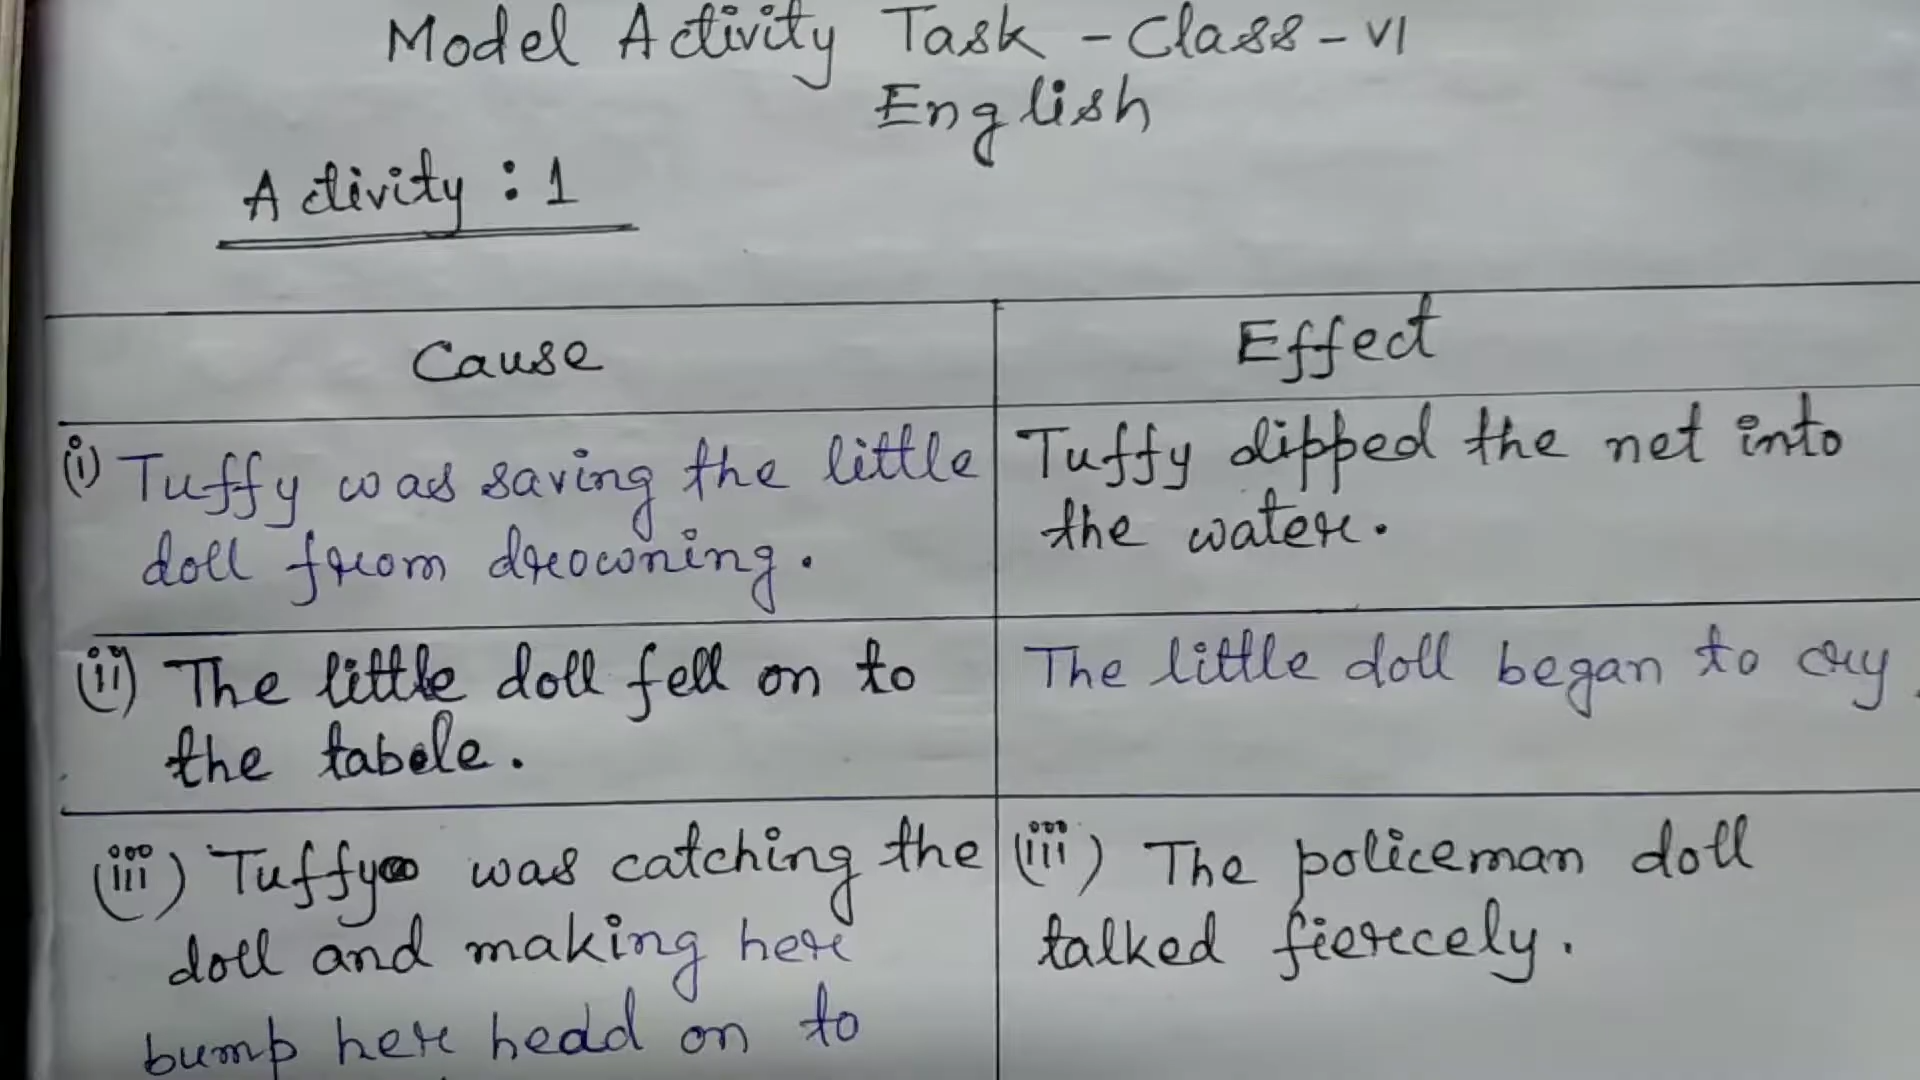 Model Activity Task - Class - VI
English
Activity : 1
Cause
Effect
(i) Tuffy was saving the little
doll from drowning.
Tuffy dipped the net into
the water.
(ii) The little doll fell on to
the table.
The little doll began to cry.
(iii) Tuffy was catching the
doll and making her
bump her head on to
(iii) The policeman doll
talked fiercely.